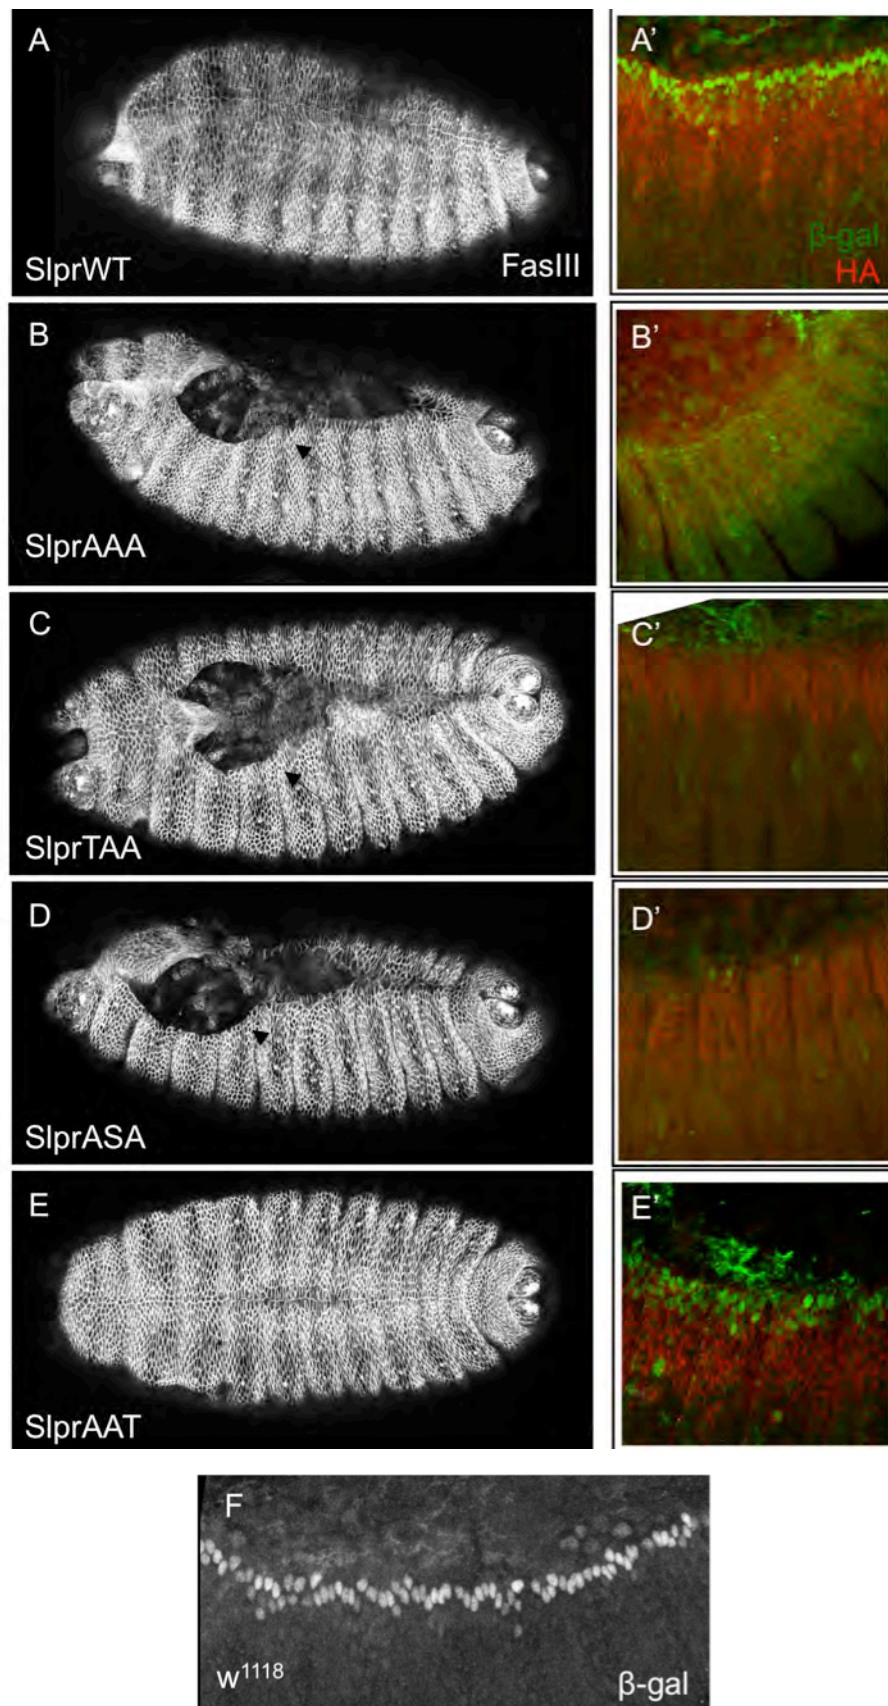 A
A'
SlprWT
FasIII
β-gal
HA
B
B'
SlprAAA
C
C'
SlprTAA
D
D'
SlprASA
E
E'
SlprAAT
F
w¹¹¹⁸
β-gal